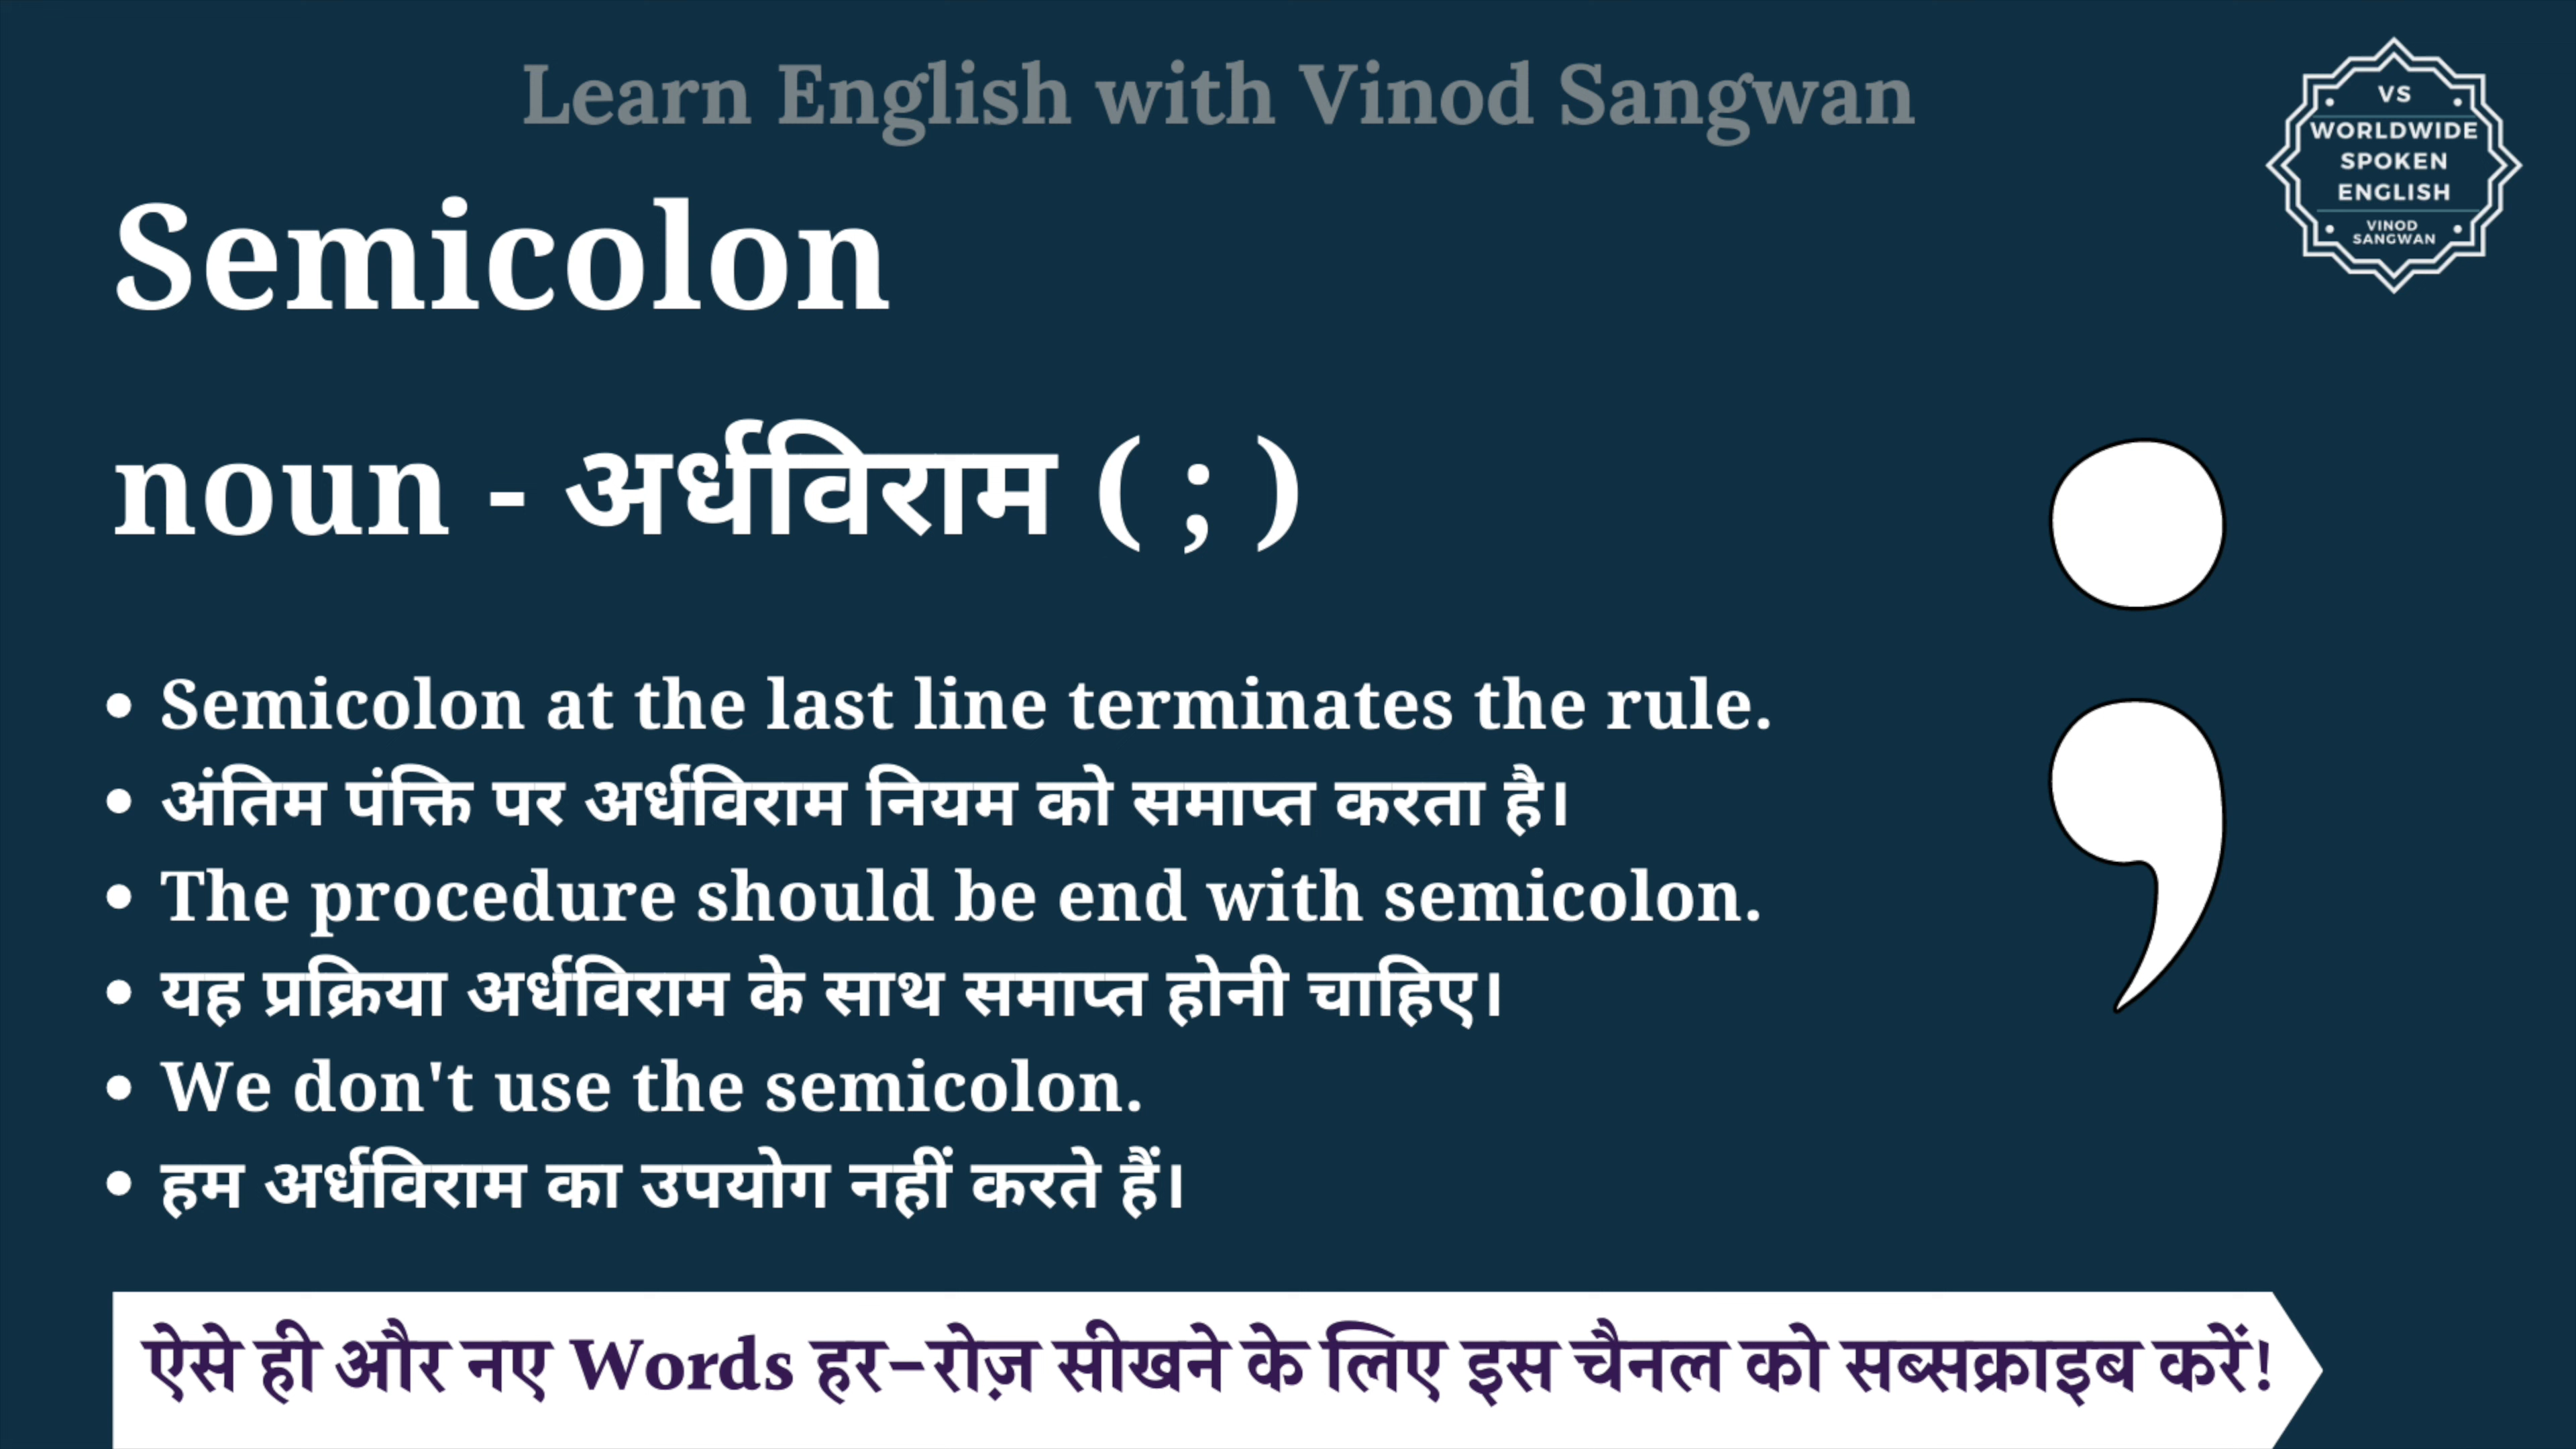 Learn English with Vinod Sangwan
VS
WORLDWIDE
SPOKEN
ENGLISH
VINOD
SANGWAN
Semicolon
noun - अर्धविराम ( ; )
• Semicolon at the last line terminates the rule.
• अंतिम पंक्ति पर अर्धविराम नियम को समाप्त करता है।
• The procedure should be end with semicolon.
• यह प्रक्रिया अर्धविराम के साथ समाप्त होनी चाहिए।
• We don't use the semicolon.
• हम अर्धविराम का उपयोग नहीं करते हैं।
;
ऐसे ही और नए Words हर-रोज़ सीखने के लिए इस चैनल को सब्सक्राइब करें!